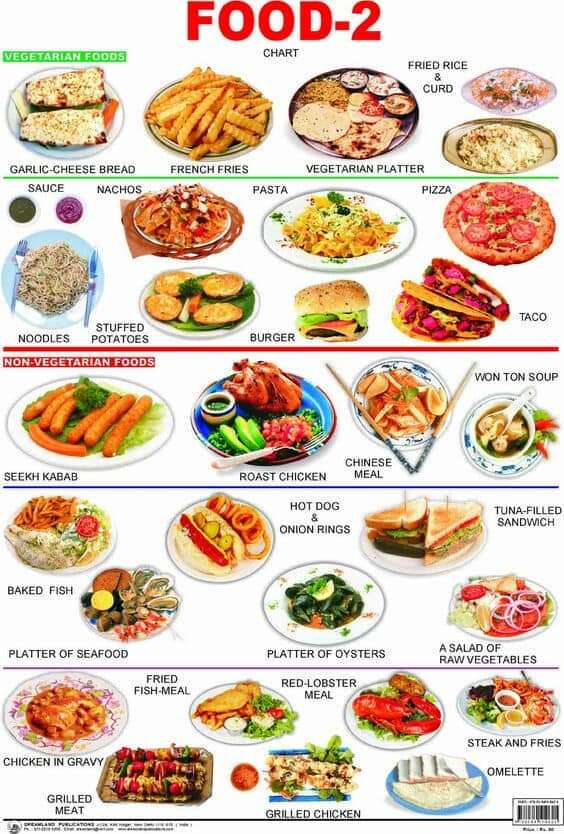 FOOD-2
CHART
VEGETARIAN FOODS
FRIED RICE
&
CURD
GARLIC-CHEESE BREAD
FRENCH FRIES
VEGETARIAN PLATTER
SAUCE
NACHOS
PASTA
PIZZA
NOODLES
STUFFED
POTATOES
BURGER
TACO
NON-VEGETARIAN FOODS
WON TON SOUP
SEEKH KABAB
ROAST CHICKEN
CHINESE
MEAL
HOT DOG
&
ONION RINGS
TUNA-FILLED
SANDWICH
BAKED FISH
PLATTER OF SEAFOOD
PLATTER OF OYSTERS
A SALAD OF
RAW VEGETABLES
FRIED
FISH-MEAL
RED-LOBSTER
MEAL
CHICKEN IN GRAVY
STEAK AND FRIES
OMELETTE
GRILLED
MEAT
GRILLED CHICKEN
DREAMLAND PUBLICATIONS